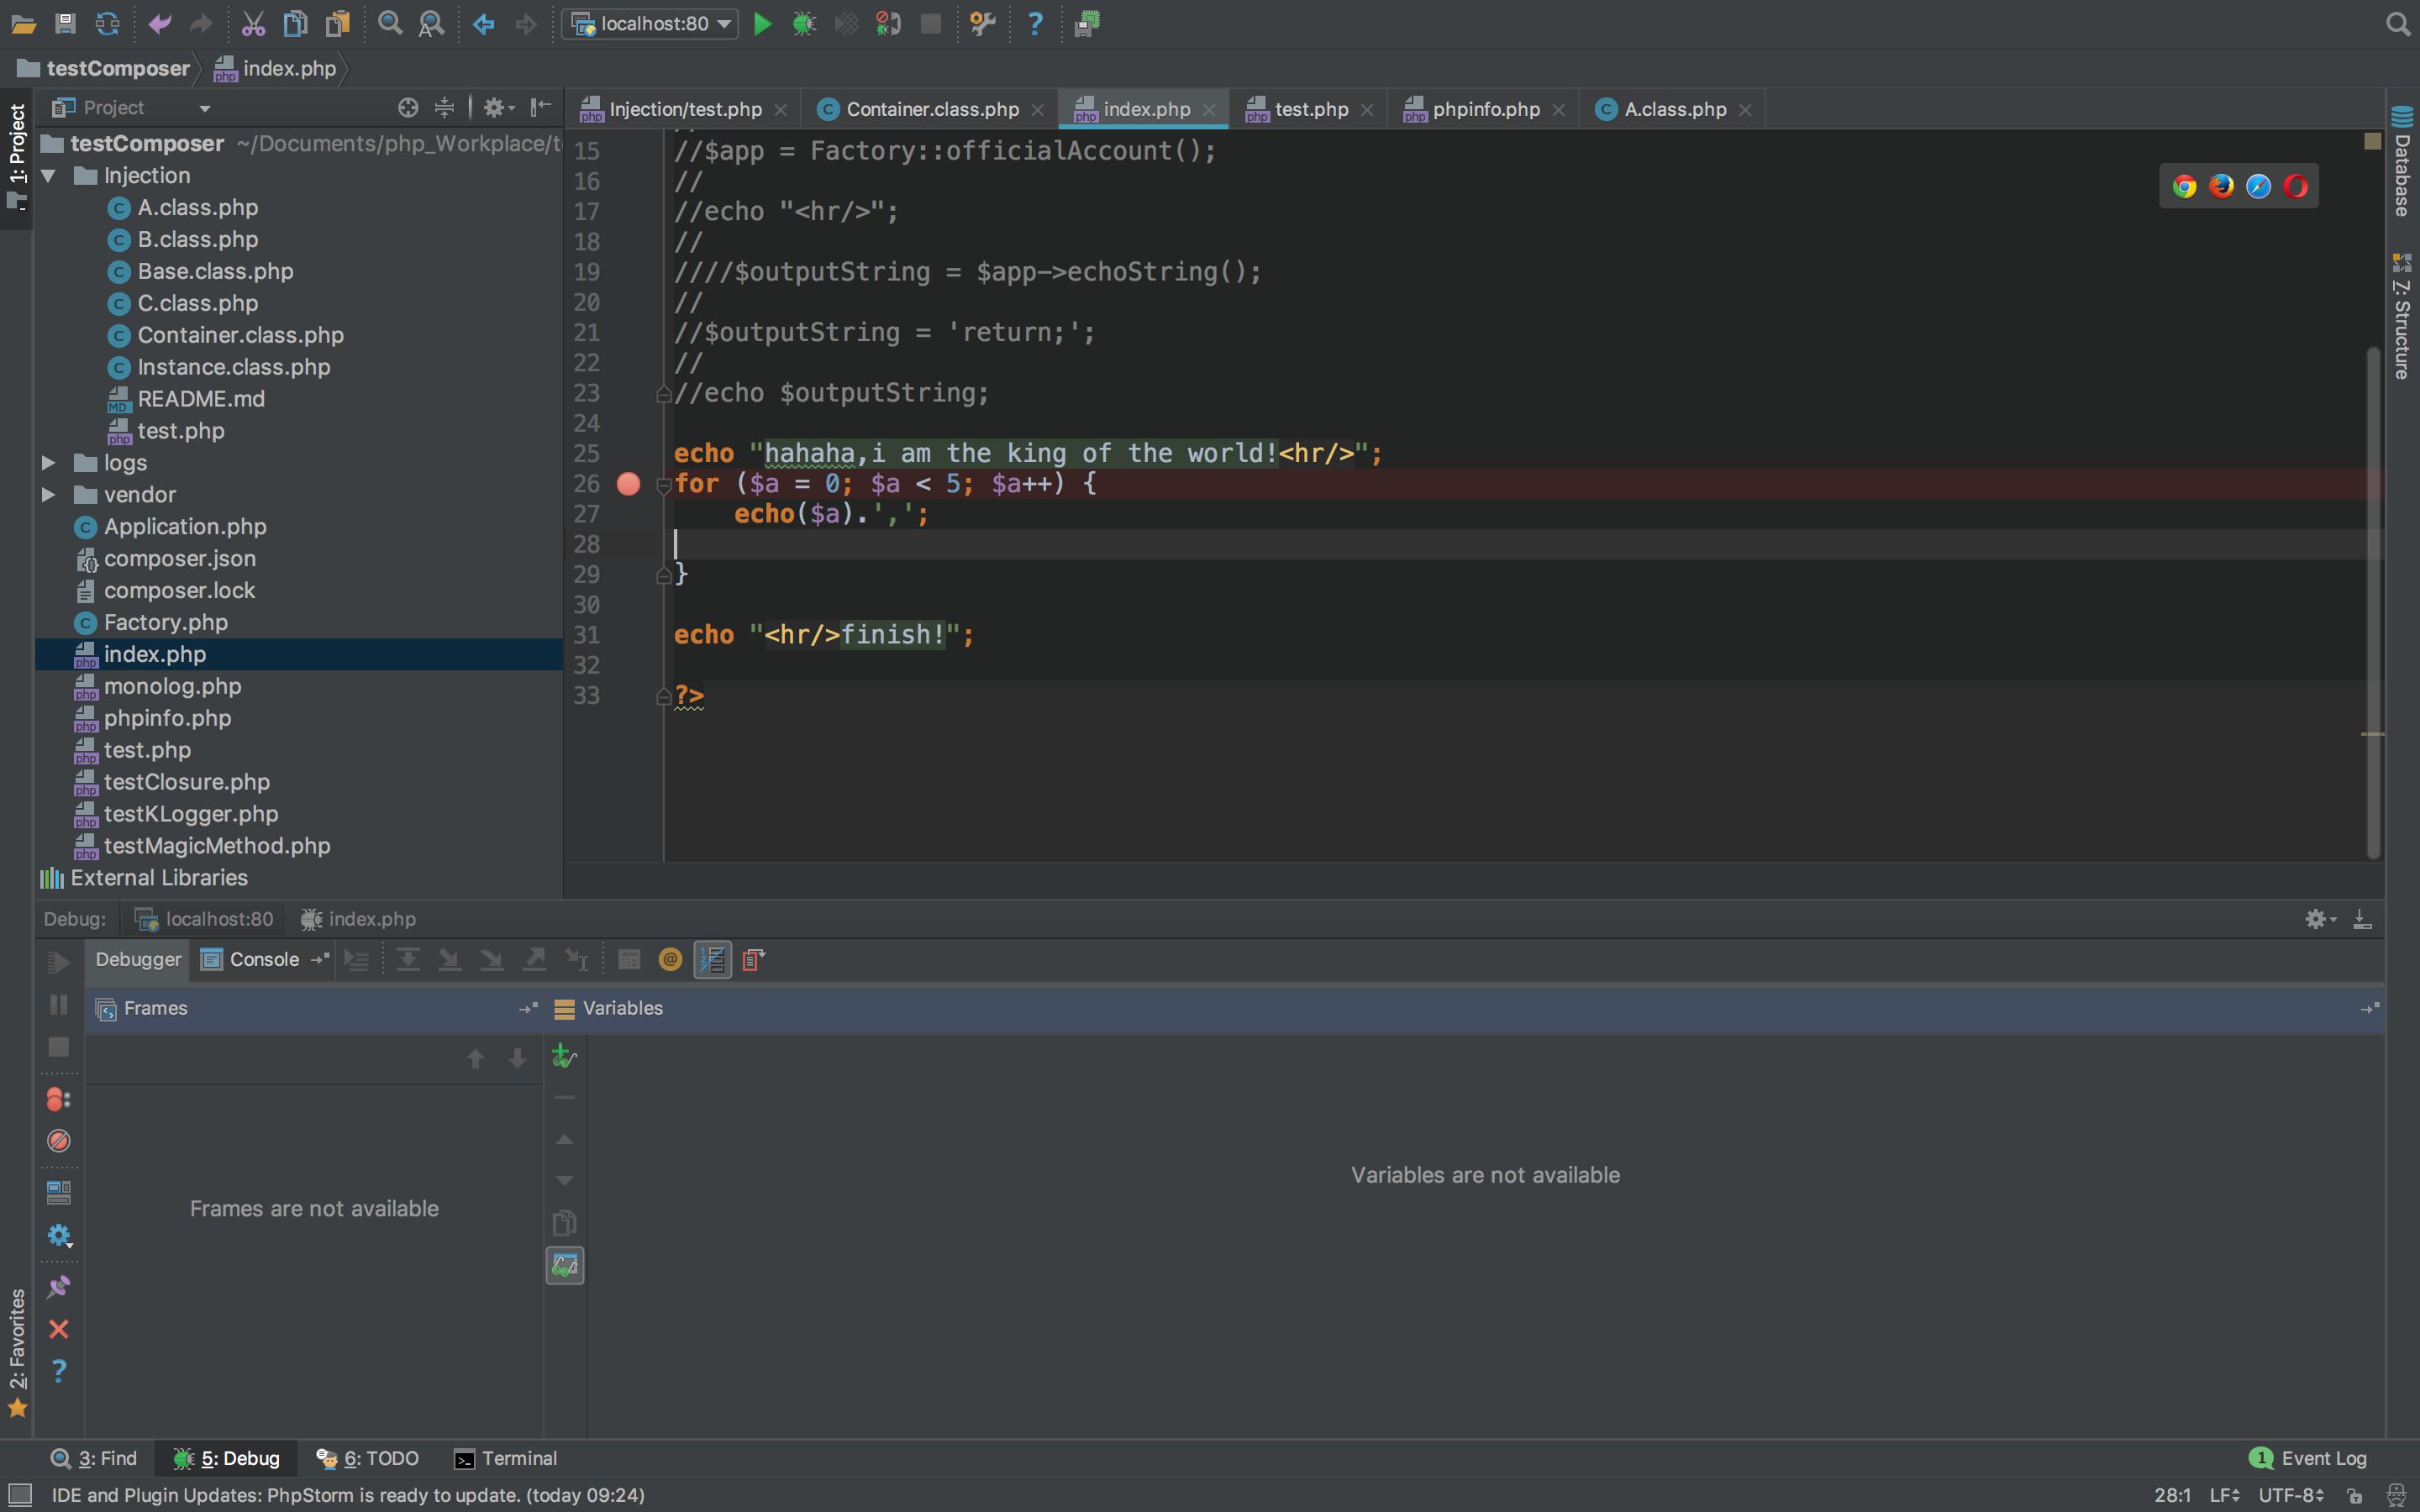 localhost:80
testComposer index.php
1: Project
Project
Injection/test.php Container.class.php index.php test.php phpinfo.php A.class.php
testComposer ~/Documents/php_Workplace/t
Injection
A.class.php
B.class.php
Base.class.php
C.class.php
Container.class.php
Instance.class.php
README.md
test.php
logs
vendor
Application.php
composer.json
composer.lock
Factory.php
index.php
monolog.php
phpinfo.php
test.php
testClosure.php
testKLogger.php
testMagicMethod.php
External Libraries
15 //$app = Factory::officialAccount();
16 //
17 //echo "<hr/>";
18 //
19 ////$outputString = $app->echoString();
20 //
21 //$outputString = 'return;';
22 //
23 //echo $outputString;
24
25 echo "hahaha,i am the king of the world!<hr/>";
26 for ($a = 0; $a < 5; $a++) {
27 echo($a).',';
28
29 }
30
31 echo "<hr/>finish!";
32
33 ?>
Database
7: Structure
Debug: localhost:80 index.php
Debugger Console
Frames Variables
Frames are not available
Variables are not available
2: Favorites
3: Find 5: Debug 6: TODO Terminal 1 Event Log
IDE and Plugin Updates: PhpStorm is ready to update. (today 09:24) 28:1 LF UTF-8